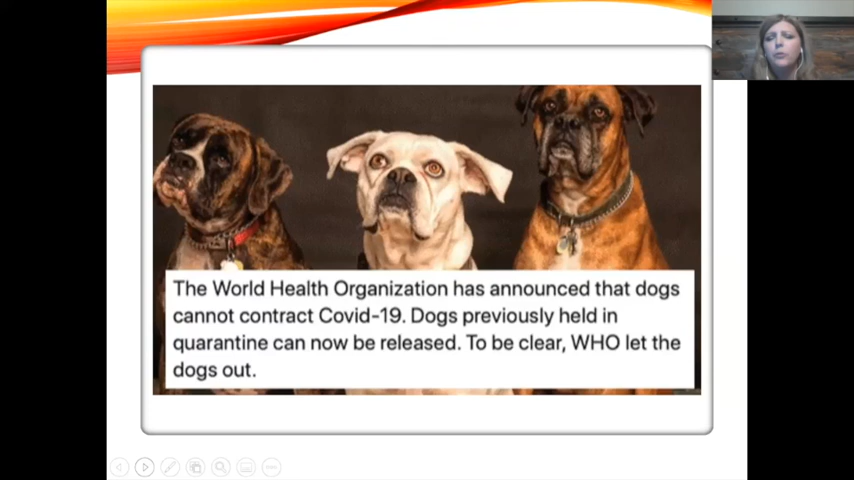 The World Health Organization has announced that dogs
cannot contract Covid-19. Dogs previously held in
quarantine can now be released. To be clear, WHO let the
dogs out.